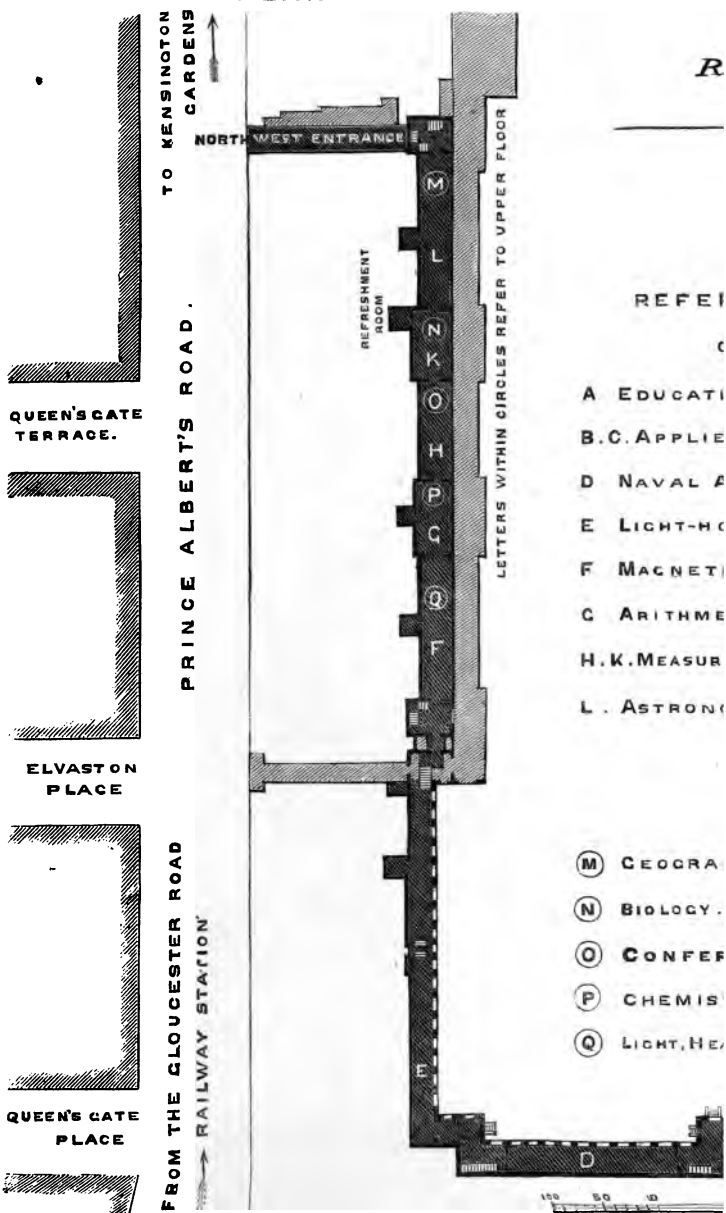 TO KENSINGTON
GARDENS
NORTH WEST ENTRANCE
M
L
REFRESHMENT
ROOM
N
K
O
H
P
G
Q
F
LETTERS WITHIN CIRCLES REFER TO UPPER FLOOR
QUEEN'S GATE
TERRACE.
PRINCE ALBERT'S ROAD.
ELVASTON
PLACE
FROM THE GLOUCESTER ROAD
RAILWAY STATION
QUEEN'S GATE
PLACE
E
D
R
REFE
A EDUCATI
B.C. APPLIE
D NAVAL A
E LIGHT-HO
F MAGNETI
G ARITHME
H.K. MEASUR
L. ASTRONO
M GEOGRA
N BIOLOGY.
O CONFER
P CHEMIS
Q LIGHT, HEA
150 50 10